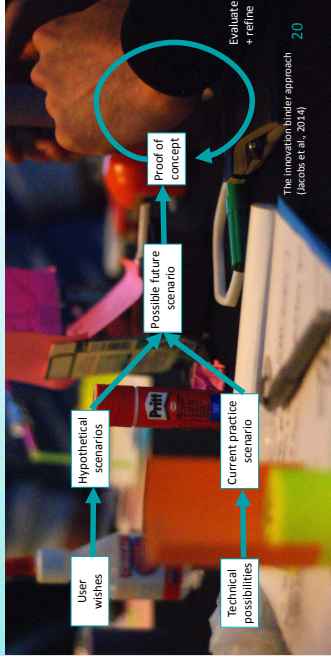 User
wishes
Hypothetical
scenarios
Technical
possibilities
Current practice
scenario
Possible future
scenario
Proof of
concept
Evaluate
+ refine
Pritt
The innovation binder approach
(Jacobs et al., 2014)
20